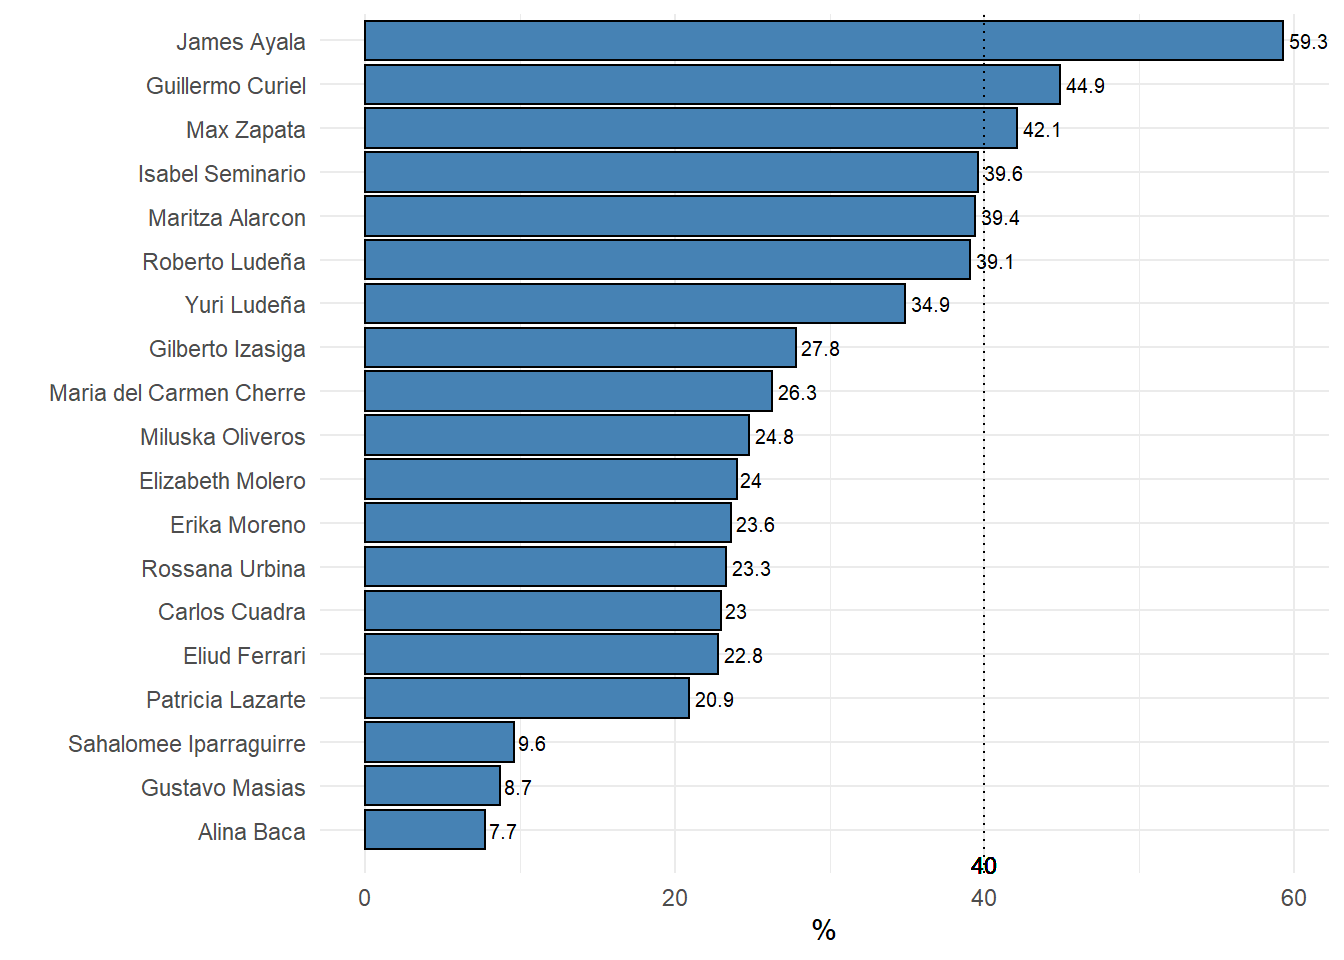 James Ayala 59.3
Guillermo Curiel 44.9
Max Zapata 42.1
Isabel Seminario 39.6
Maritza Alarcon 39.4
Roberto Ludeña 39.1
Yuri Ludeña 34.9
Gilberto Izasiga 27.8
Maria del Carmen Cherre 26.3
Miluska Oliveros 24.8
Elizabeth Molero 24
Erika Moreno 23.6
Rossana Urbina 23.3
Carlos Cuadra 23
Eliud Ferrari 22.8
Patricia Lazarte 20.9
Sahalomee Iparraguirre 9.6
Gustavo Masias 8.7
Alina Baca 7.7
40
0 20 40 60
%